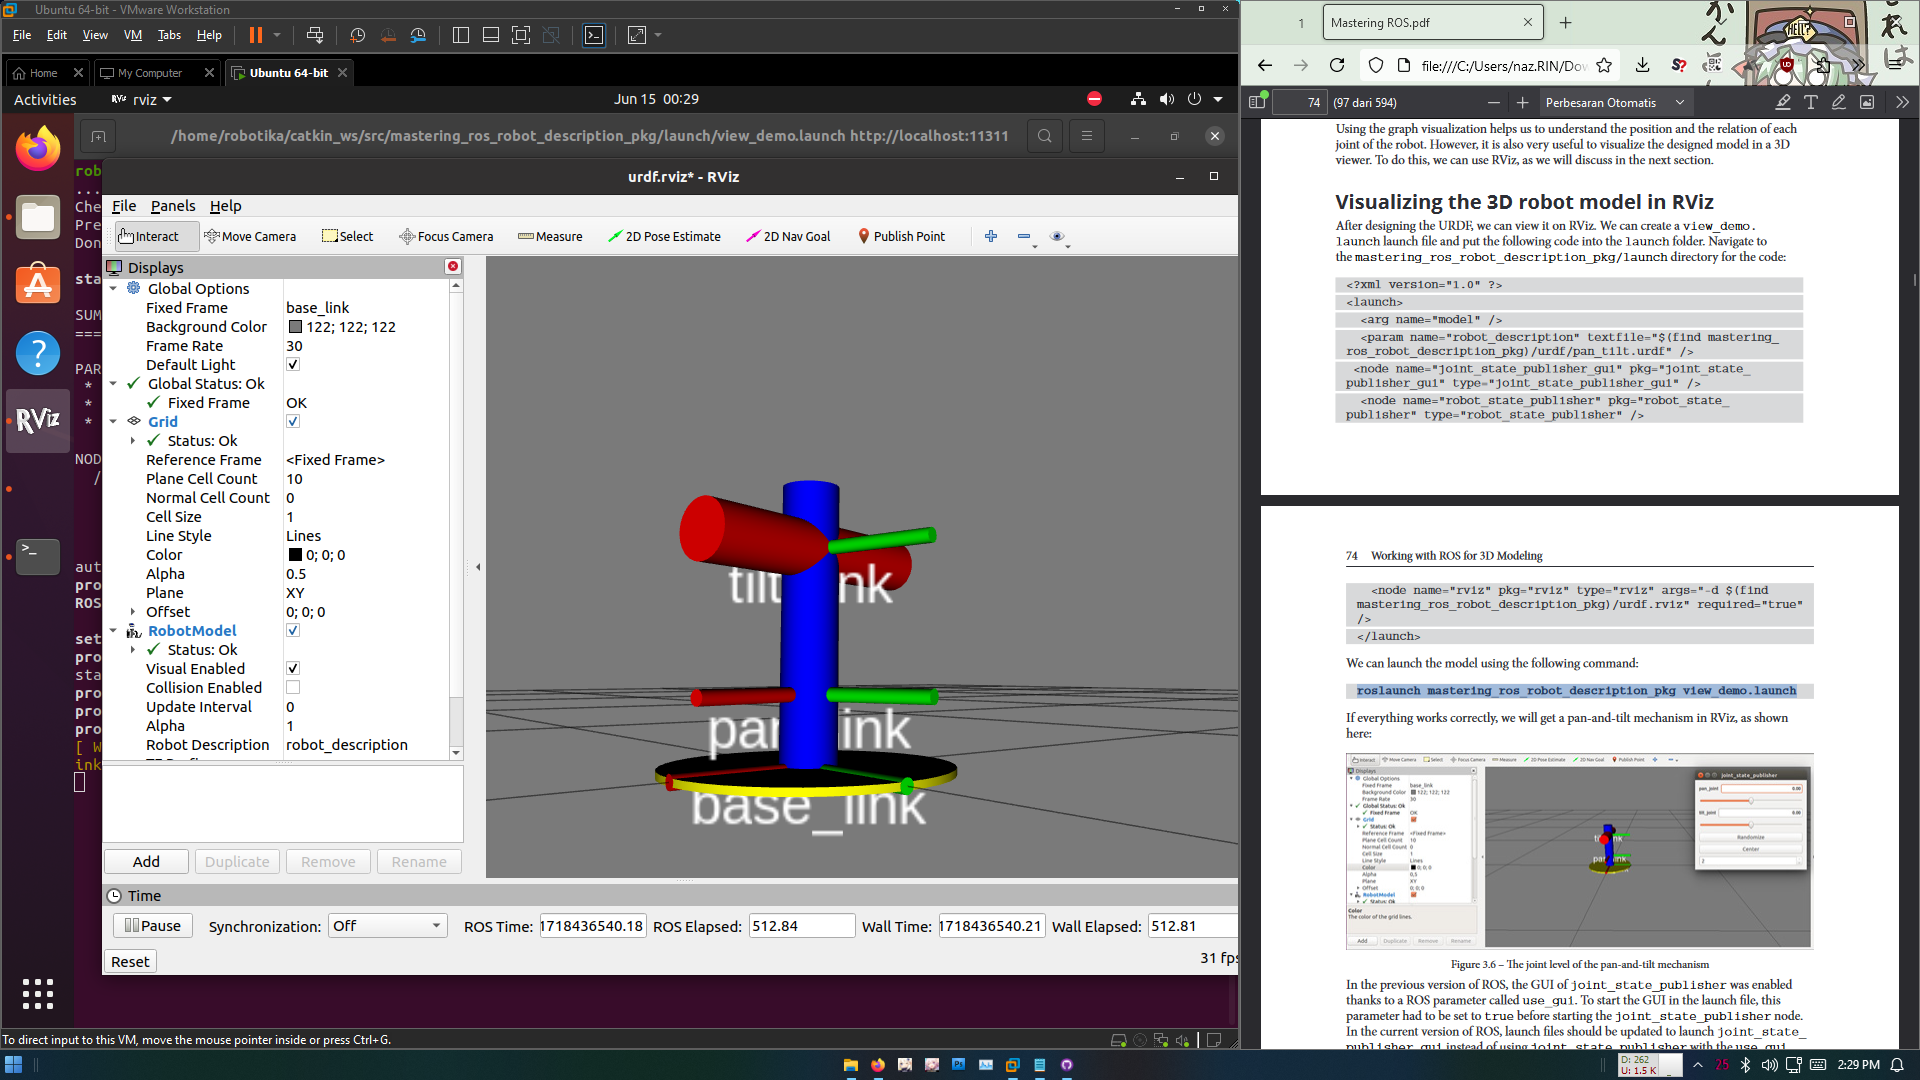 Ubuntu 64-bit - VMware Workstation
File Edit View VM Tabs Help
Home
My Computer
Ubuntu 64-bit
Activities
rviz
Jun 15 00:29
/home/robotika/catkin_ws/src/mastering_ros_robot_description_pkg/launch/view_demo.launch http://localhost:11311
urdf.rviz* - RViz
File Panels Help
Interact
Move Camera
Select
Focus Camera
Measure
2D Pose Estimate
2D Nav Goal
Publish Point
Displays
Global Options
Fixed Frame base_link
Background Color 122; 122; 122
Frame Rate 30
Default Light
Global Status: Ok
Fixed Frame OK
Grid
Status: Ok
Reference Frame <Fixed Frame>
Plane Cell Count 10
Normal Cell Count 0
Cell Size 1
Line Style Lines
Color 0; 0; 0
Alpha 0.5
Plane XY
Offset 0; 0; 0
RobotModel
Status: Ok
Visual Enabled
Collision Enabled
Update Interval 0
Alpha 1
Robot Description robot_description
Add
Duplicate
Remove
Rename
Time
Pause
Synchronization: Off
ROS Time: 1718436540.18
ROS Elapsed: 512.84
Wall Time: 1718436540.21
Wall Elapsed: 512.81
Reset
31 fps
base_link
To direct input to this VM, move the mouse pointer inside or press Ctrl+G.
1
Mastering ROS.pdf
file:///C:/Users/naz.RIN/Dow
74 (97 dari 594)
Perbesaran Otomatis
Using the graph visualization helps us to understand the position and the relation of each
joint of the robot. However, it is also very useful to visualize the designed model in a 3D
viewer. To do this, we can use RViz, as we will discuss in the next section.
Visualizing the 3D robot model in RViz
After designing the URDF, we can view it on RViz. We can create a view_demo.
launch launch file and put the following code into the launch folder. Navigate to
the mastering_ros_robot_description_pkg/launch directory for the code:
<?xml version="1.0" ?>
<launch>
<arg name="model" />
<param name="robot_description" textfile="$(find mastering_
ros_robot_description_pkg)/urdf/pan_tilt.urdf" />
<node name="joint_state_publisher_gui" pkg="joint_state_
publisher_gui" type="joint_state_publisher_gui" />
<node name="robot_state_publisher" pkg="robot_state_
publisher" type="robot_state_publisher" />
74 Working with ROS for 3D Modeling
<node name="rviz" pkg="rviz" type="rviz" args="-d $(find
mastering_ros_robot_description_pkg)/urdf.rviz" required="true"
/>
</launch>
We can launch the model using the following command:
roslaunch mastering_ros_robot_description_pkg view_demo.launch
If everything works correctly, we will get a pan-and-tilt mechanism in RViz, as shown
here:
Figure 3.6 – The joint level of the pan-and-tilt mechanism
In the previous version of ROS, the GUI of joint_state_publisher was enabled
thanks to a ROS parameter called use_gui. To start the GUI in the launch file, this
parameter had to be set to true before starting the joint_state_publisher node.
In the current version of ROS, launch files should be updated to launch joint_state_
publisher_gui instead of using joint_state_publisher with the use_gui
D: 262
U: 1.5 K
25
2:29 PM